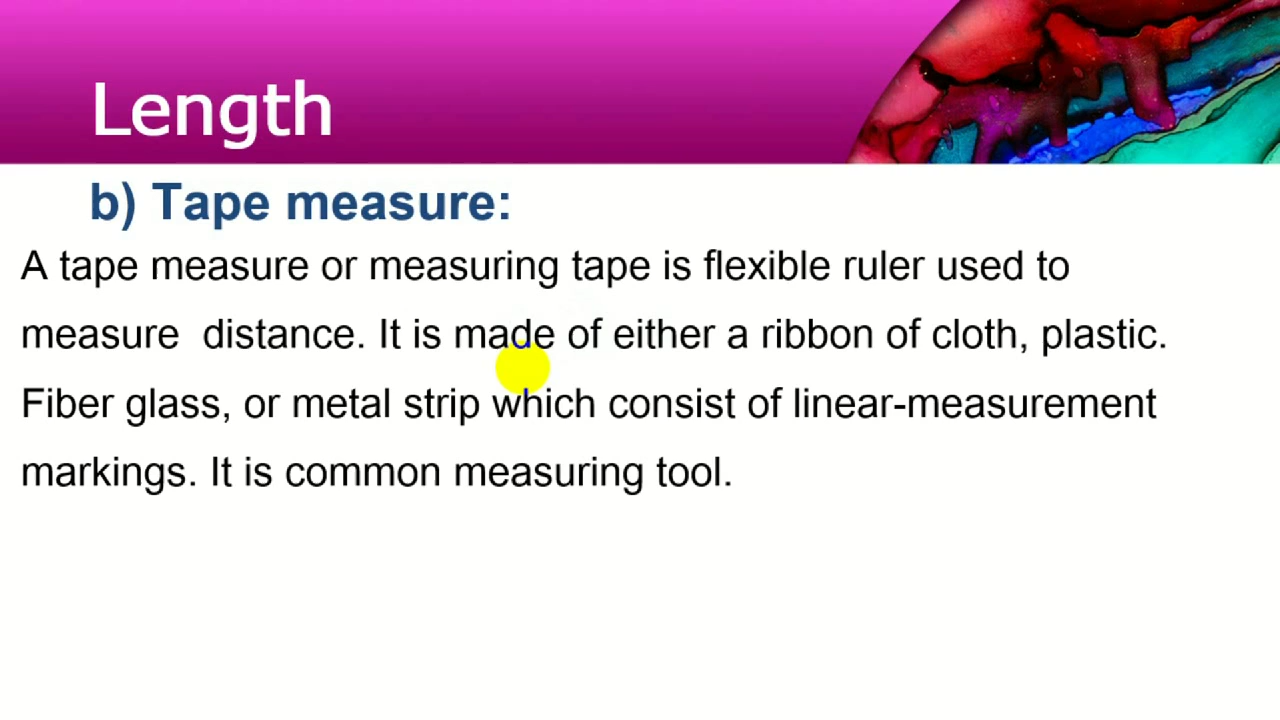 Length
b) Tape measure:
A tape measure or measuring tape is flexible ruler used to
measure  distance. It is made of either a ribbon of cloth, plastic.
Fiber glass, or metal strip which consist of linear-measurement
markings. It is common measuring tool.